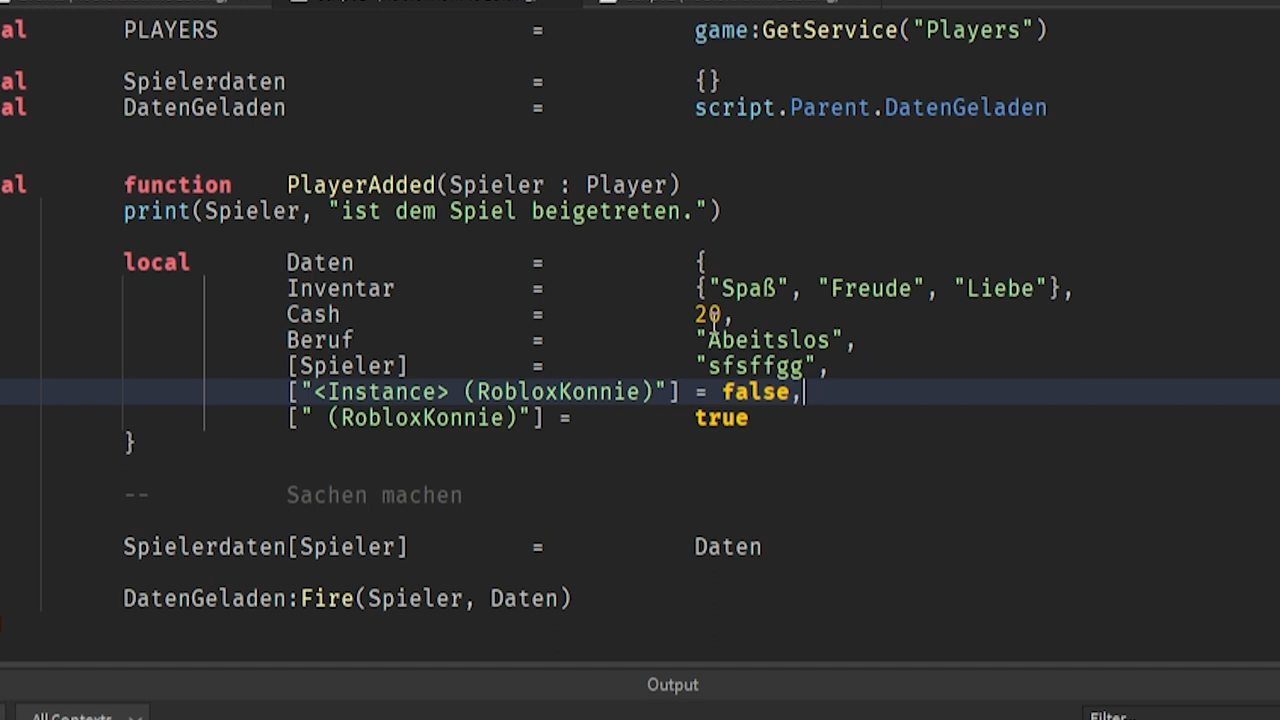 al PLAYERS = game:GetService("Players")
al Spielerdaten = {}
al DatenGeladen = script.Parent.DatenGeladen
al function PlayerAdded(Spieler : Player)
print(Spieler, "ist dem Spiel beigetreten.")
local Daten = {
Inventar = {"Spaß", "Freude", "Liebe"},
Cash = 20,
Beruf = "Abeitslos",
[Spieler] = "sfsffgg",
["<Instance> (RobloxKonnie)"] = false,
[" (RobloxKonnie)"] = true
}
-- Sachen machen
Spielerdaten[Spieler] = Daten
DatenGeladen:Fire(Spieler, Daten)
Output
All Contexts
Filter